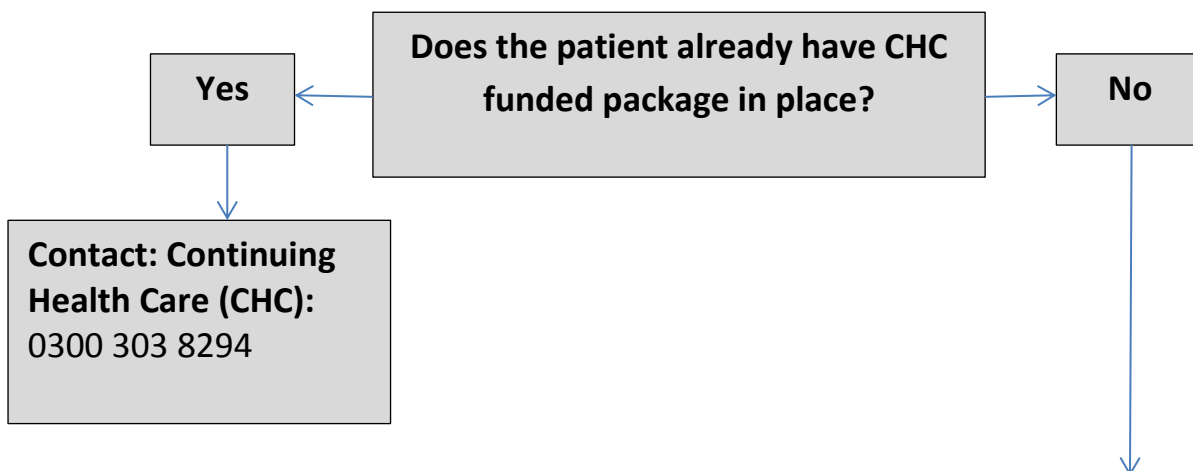 Does the patient already have CHC
funded package in place?
Yes
No
Contact: Continuing
Health Care (CHC):
0300 303 8294